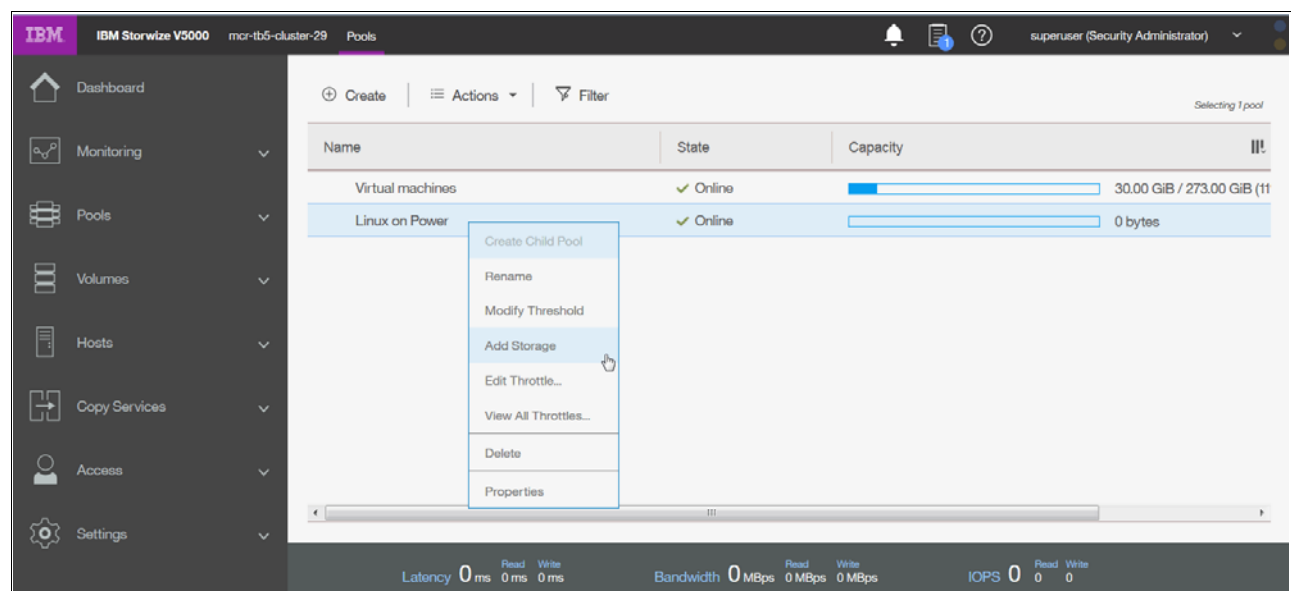 IBM IBM Storwize V5000 mcr-tb5-cluster-29 Pools 1 superuser (Security Administrator)
Dashboard
Monitoring
Pools
Volumes
Hosts
Copy Services
Access
Settings
Create Actions Filter
Selecting 1 pool
Name State Capacity
Virtual machines Online 30.00 GiB / 273.00 GiB (11
Linux on Power Online 0 bytes
Create Child Pool
Rename
Modify Threshold
Add Storage
Edit Throttle...
View All Throttles...
Delete
Properties
Read Write Read Write Read Write
Latency 0 ms 0 ms 0 ms Bandwidth 0 MBps 0 MBps 0 MBps IOPS 0 0 0